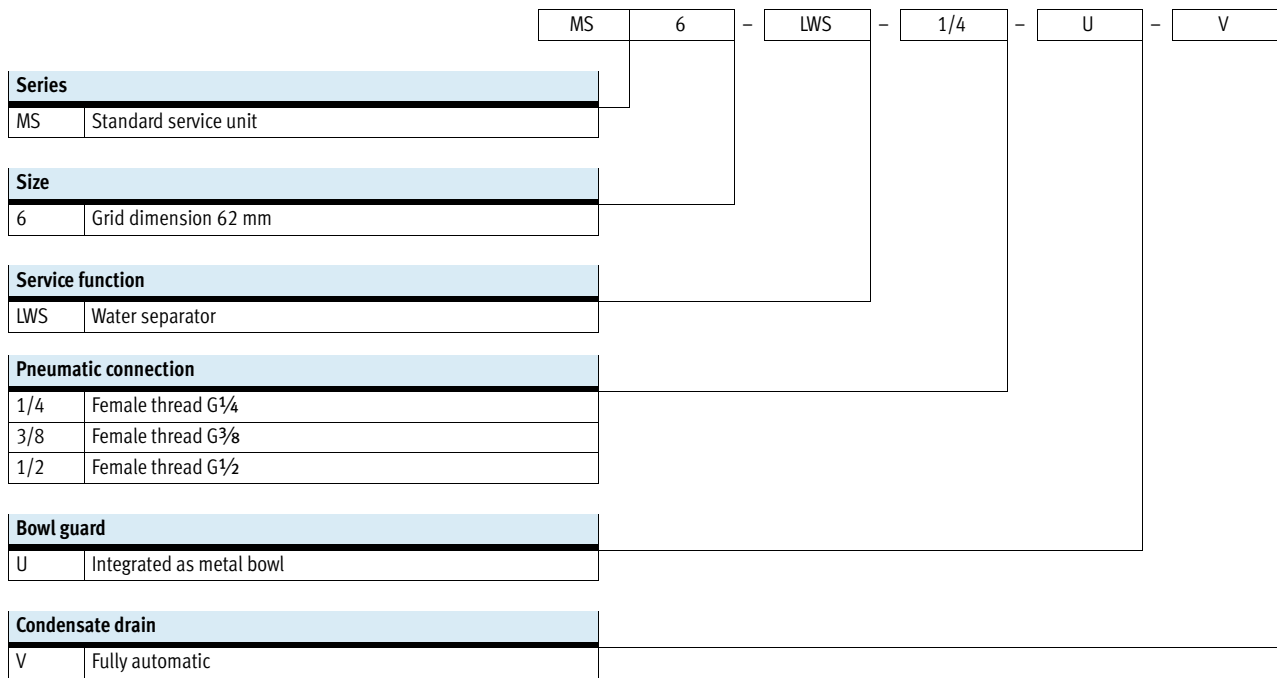 MS 6 – LWS – 1/4 – U – V
Series
MS Standard service unit
Size
6 Grid dimension 62 mm
Service function
LWS Water separator
Pneumatic connection
1/4 Female thread G¼
3/8 Female thread G⅜
1/2 Female thread G½
Bowl guard
U Integrated as metal bowl
Condensate drain
V Fully automatic